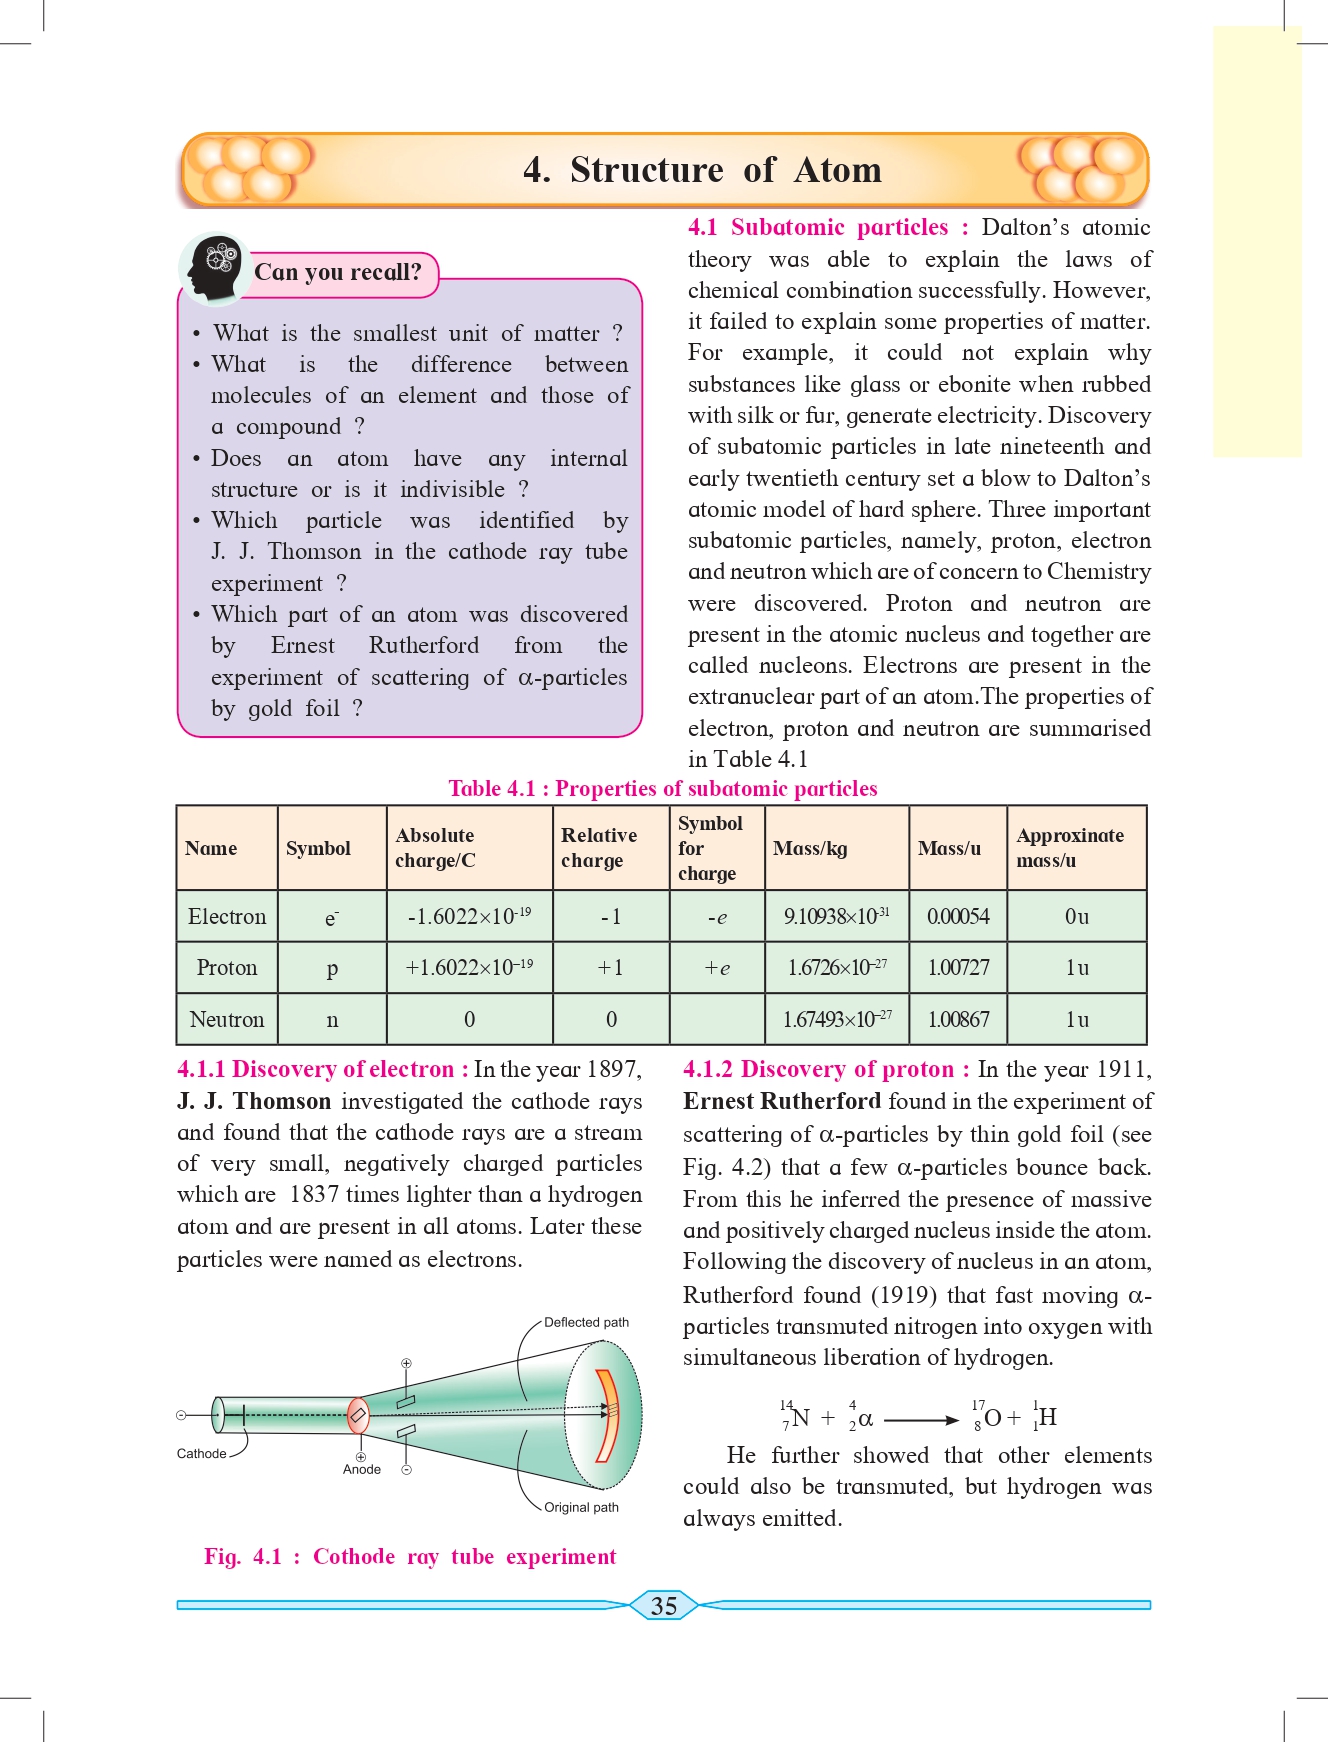 4. Structure of Atom
Can you recall?
• What is the smallest unit of matter ?
• What is the difference between
molecules of an element and those of
a compound ?
• Does an atom have any internal
structure or is it indivisible ?
• Which particle was identified by
J. J. Thomson in the cathode ray tube
experiment ?
• Which part of an atom was discovered
by Ernest Rutherford from the
experiment of scattering of α-particles
by gold foil ?
4.1 Subatomic particles : Dalton’s atomic
theory was able to explain the laws of
chemical combination successfully. However,
it failed to explain some properties of matter.
For example, it could not explain why
substances like glass or ebonite when rubbed
with silk or fur, generate electricity. Discovery
of subatomic particles in late nineteenth and
early twentieth century set a blow to Dalton’s
atomic model of hard sphere. Three important
subatomic particles, namely, proton, electron
and neutron which are of concern to Chemistry
were discovered. Proton and neutron are
present in the atomic nucleus and together are
called nucleons. Electrons are present in the
extranuclear part of an atom.The properties of
electron, proton and neutron are summarised
in Table 4.1
Table 4.1 : Properties of subatomic particles
Name Symbol Absolute charge/C Relative charge Symbol for charge Mass/kg Mass/u Approxinate mass/u
Electron e⁻ -1.6022×10⁻¹⁹ -1 -e 9.10938×10⁻³¹ 0.00054 0u
Proton p +1.6022×10⁻¹⁹ +1 +e 1.6726×10⁻²⁷ 1.00727 1u
Neutron n 0 0 1.67493×10⁻²⁷ 1.00867 1u
4.1.1 Discovery of electron : In the year 1897,
J. J. Thomson investigated the cathode rays
and found that the cathode rays are a stream
of very small, negatively charged particles
which are 1837 times lighter than a hydrogen
atom and are present in all atoms. Later these
particles were named as electrons.
Deflected path
Cathode
Anode
Original path
Fig. 4.1 : Cothode ray tube experiment
4.1.2 Discovery of proton : In the year 1911,
Ernest Rutherford found in the experiment of
scattering of α-particles by thin gold foil (see
Fig. 4.2) that a few α-particles bounce back.
From this he inferred the presence of massive
and positively charged nucleus inside the atom.
Following the discovery of nucleus in an atom,
Rutherford found (1919) that fast moving α-
particles transmuted nitrogen into oxygen with
simultaneous liberation of hydrogen.
¹⁴₇N + ⁴₂α ⟶ ¹⁷₈O + ¹₁H
He further showed that other elements
could also be transmuted, but hydrogen was
always emitted.
35